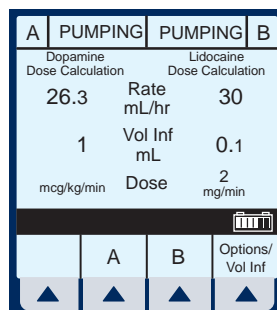 A PUMPING PUMPING B
Dopamine Lidocaine
Dose Calculation Dose Calculation
26.3 Rate mL/hr 30
1 Vol Inf mL 0.1
mcg/kg/min Dose 2 mg/min
A B Options/ Vol Inf